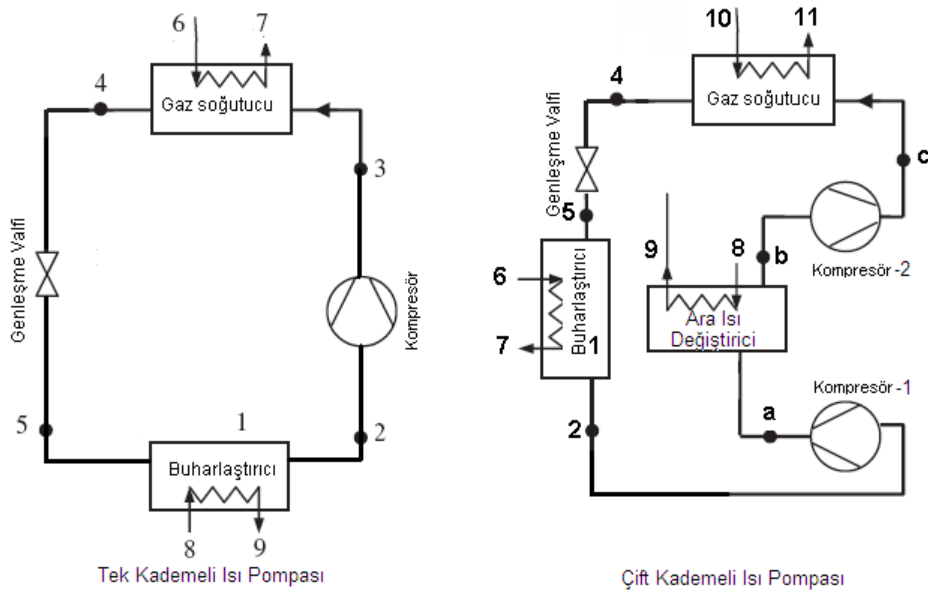 6
7
4
Gaz soğutucu
3
Genleşme Valfi
Kompresör
5
1
2
Buharlaştırıcı
8
9
Tek Kademeli Isı Pompası
10
11
4
Gaz soğutucu
Genleşme Valfi
c
5
9
8
b
Kompresör-2
6
Buharlaştırıcı
1
7
Ara Isı
Değiştirici
Kompresör-1
2
a
Çift Kademeli Isı Pompası